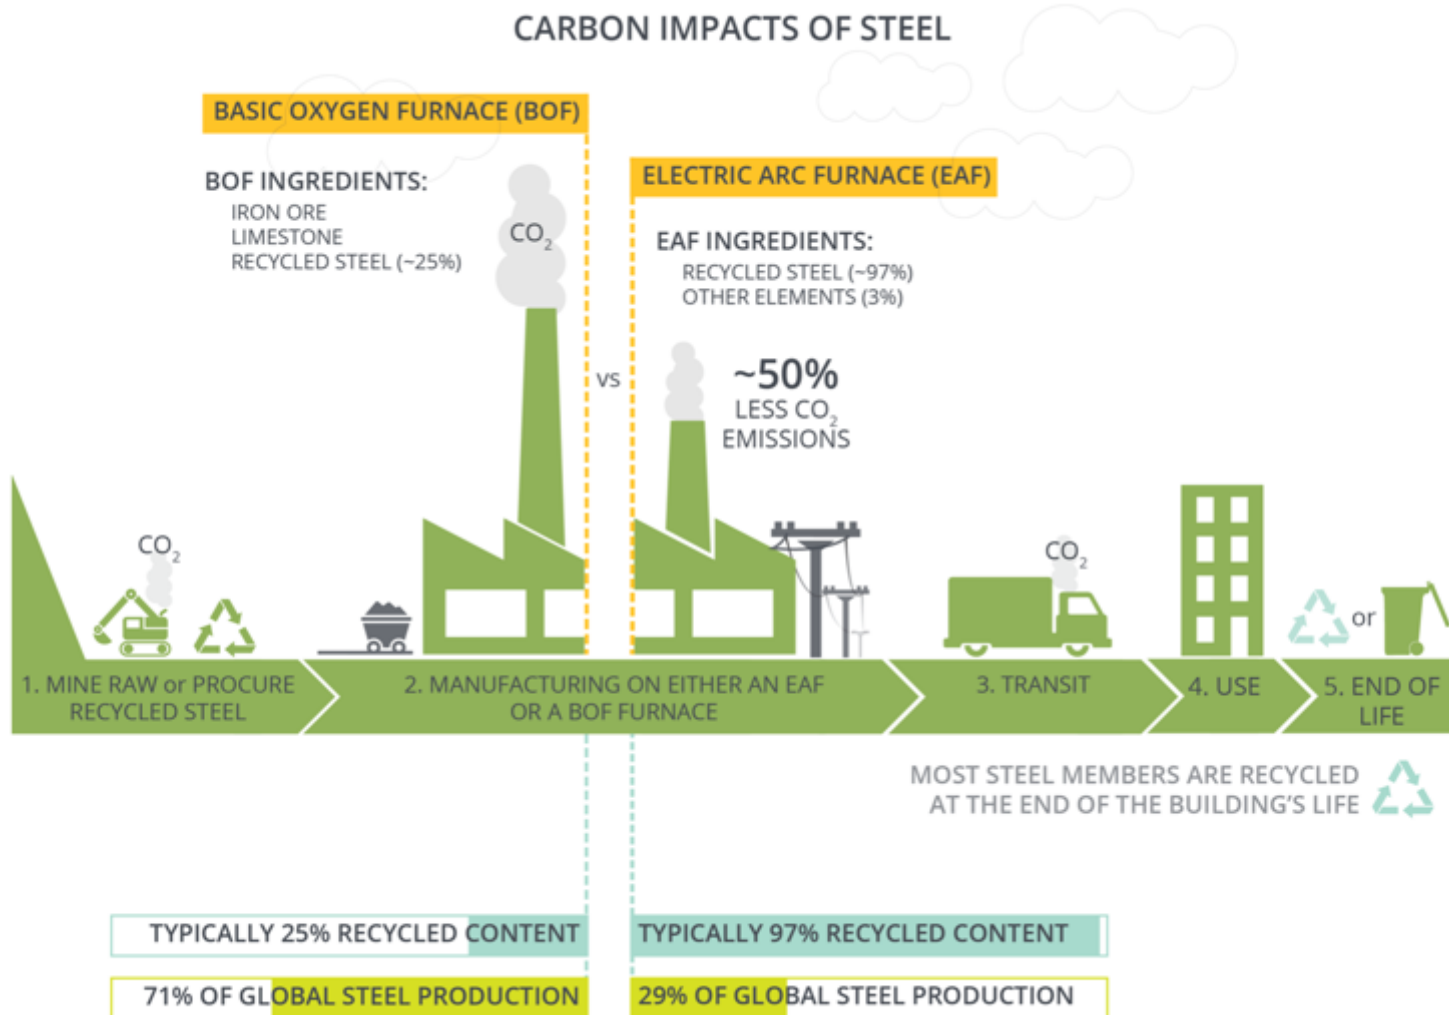 CARBON IMPACTS OF STEEL
BASIC OXYGEN FURNACE (BOF)
BOF INGREDIENTS:
IRON ORE
LIMESTONE
RECYCLED STEEL (~25%)
CO₂
vs
ELECTRIC ARC FURNACE (EAF)
EAF INGREDIENTS:
RECYCLED STEEL (~97%)
OTHER ELEMENTS (3%)
~50%
LESS CO₂
EMISSIONS
CO₂
CO₂
or
1. MINE RAW or PROCURE
RECYCLED STEEL
2. MANUFACTURING ON EITHER AN EAF
OR A BOF FURNACE
3. TRANSIT
4. USE
5. END OF
LIFE
MOST STEEL MEMBERS ARE RECYCLED
AT THE END OF THE BUILDING'S LIFE
TYPICALLY 25% RECYCLED CONTENT
TYPICALLY 97% RECYCLED CONTENT
71% OF GLOBAL STEEL PRODUCTION
29% OF GLOBAL STEEL PRODUCTION